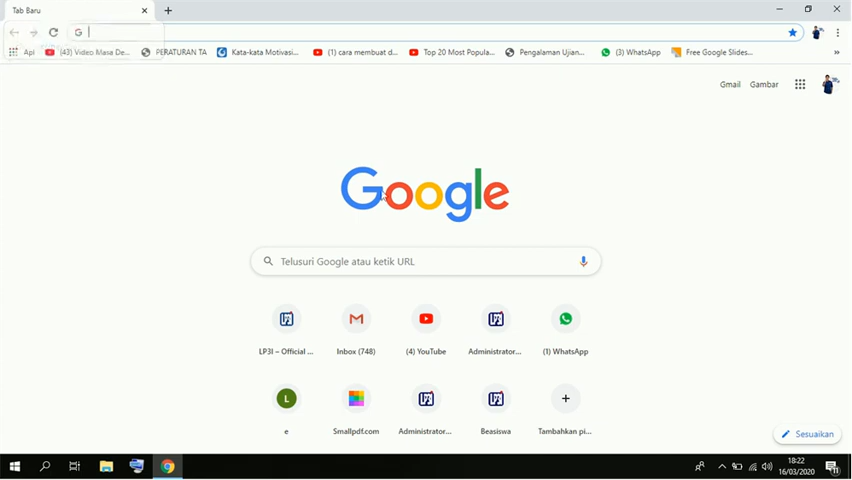 Tab Baru
Apl (43) Video Masa De... PERATURAN TA Kata-kata Motivasi... (1) cara membuat d... Top 20 Most Popula... Pengalaman Ujian... (3) WhatsApp Free Google Slides...
Gmail Gambar
Google
Telusuri Google atau ketik URL
LP3I – Official ... Inbox (748) (4) YouTube Administrator... (1) WhatsApp
L
e Smallpdf.com Administrator... Beasiswa Tambahkan pi...
Sesuaikan
18:22
16/03/2020